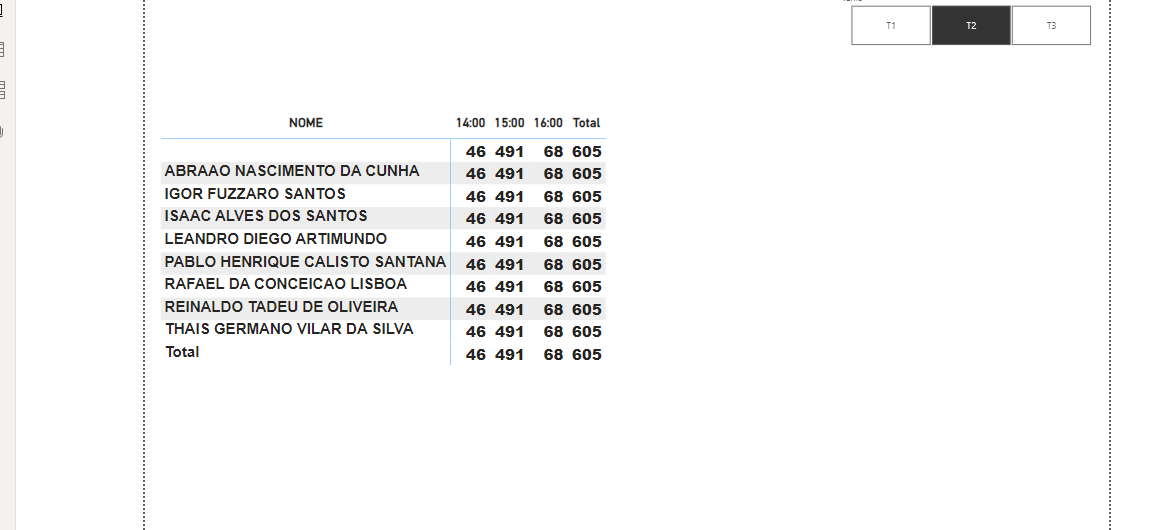 T1 T2 T3
NOME 14:00 15:00 16:00 Total
46 491 68 605
ABRAAO NASCIMENTO DA CUNHA 46 491 68 605
IGOR FUZZARO SANTOS 46 491 68 605
ISAAC ALVES DOS SANTOS 46 491 68 605
LEANDRO DIEGO ARTIMUNDO 46 491 68 605
PABLO HENRIQUE CALISTO SANTANA 46 491 68 605
RAFAEL DA CONCEICAO LISBOA 46 491 68 605
REINALDO TADEU DE OLIVEIRA 46 491 68 605
THAIS GERMANO VILAR DA SILVA 46 491 68 605
Total 46 491 68 605